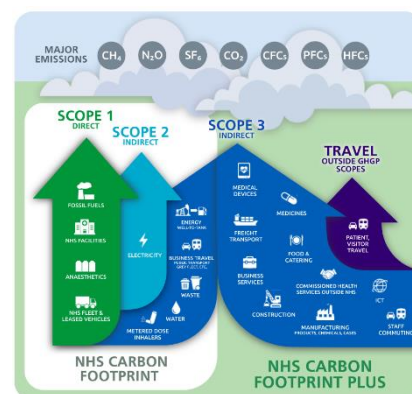 MAJOR
EMISSIONS
CH₄
N₂O
SF₆
CO₂
CFCs
PFCs
HFCs
SCOPE 1
DIRECT
SCOPE 2
INDIRECT
SCOPE 3
INDIRECT
TRAVEL
OUTSIDE GHGP
SCOPES
FOSSIL FUELS
NHS FACILITIES
ANAESTHETICS
NHS FLEET &
LEASED VEHICLES
ELECTRICITY
ENERGY
WELL-TO-TANK
BUSINESS TRAVEL
WASTE
WATER
METERED DOSE
INHALERS
MEDICAL
DEVICES
MEDICINES
FREIGHT
TRANSPORT
FOOD &
CATERING
BUSINESS
SERVICES
COMMISSIONED HEALTH
SERVICES OUTSIDE NHS
CONSTRUCTION
MANUFACTURING
PRODUCTS, CHEMICALS, GASES
ICT
STAFF
COMMUTING
PATIENT,
VISITOR
TRAVEL
NHS CARBON
FOOTPRINT
NHS CARBON
FOOTPRINT PLUS